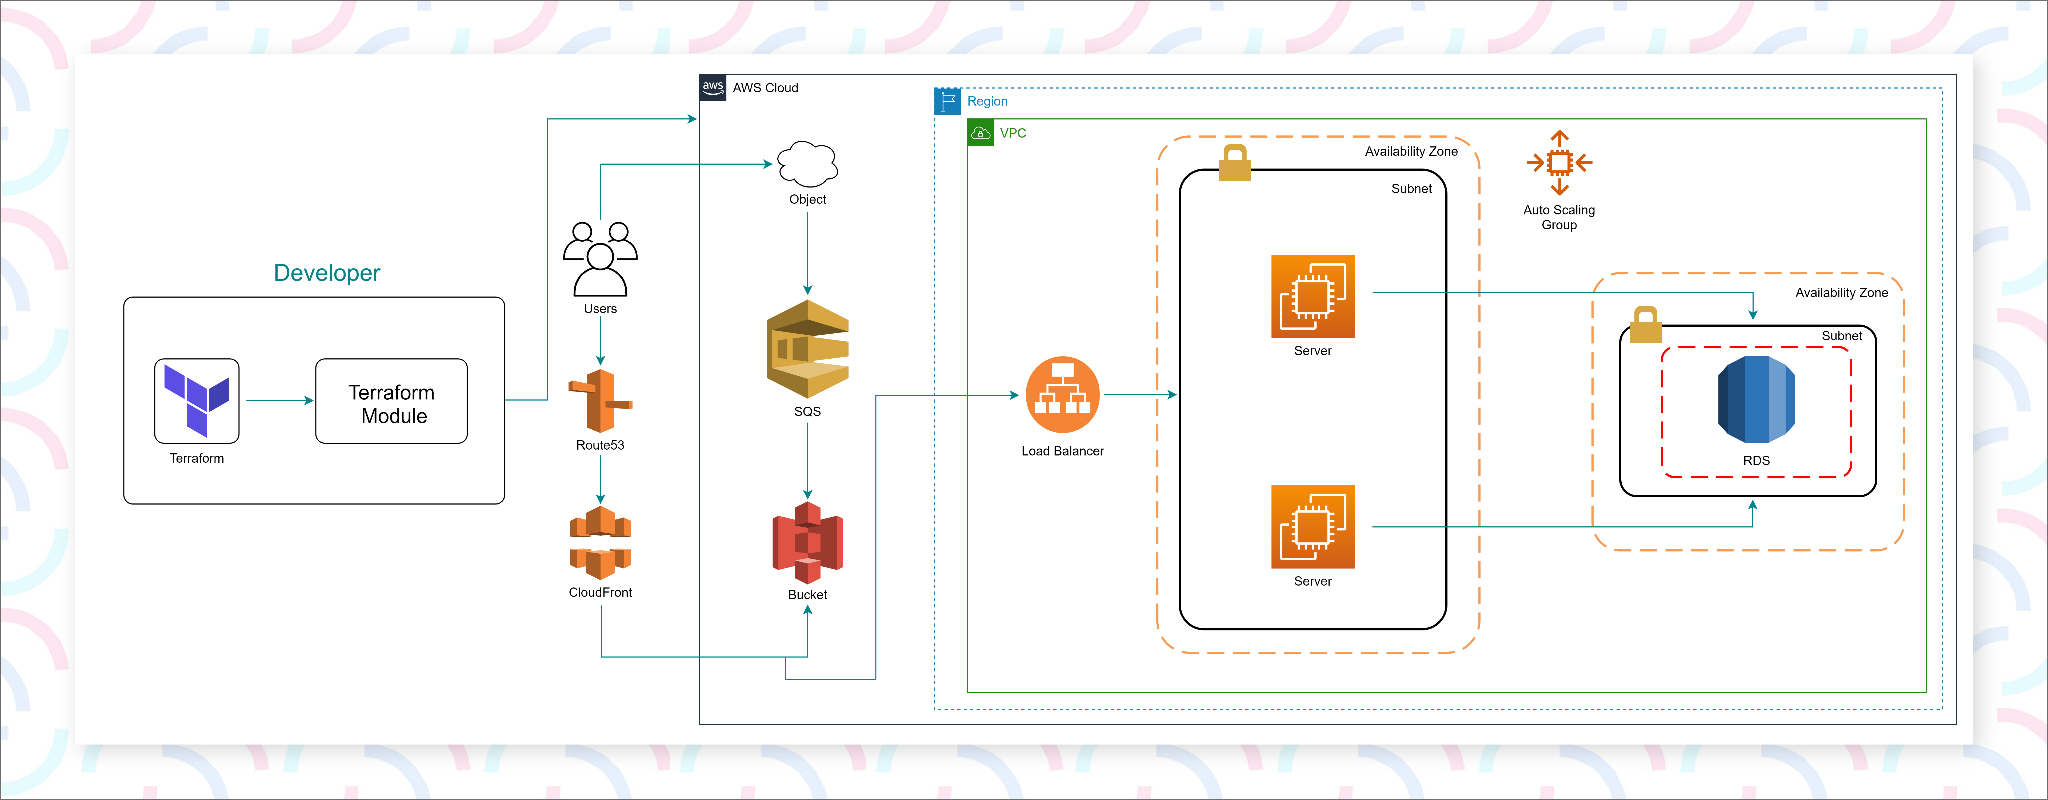 Developer
Terraform
Terraform
Module
Users
Route53
CloudFront
aws
AWS Cloud
Object
SQS
Bucket
Region
VPC
Load Balancer
Availability Zone
Subnet
Server
Server
Auto Scaling
Group
Availability Zone
Subnet
RDS